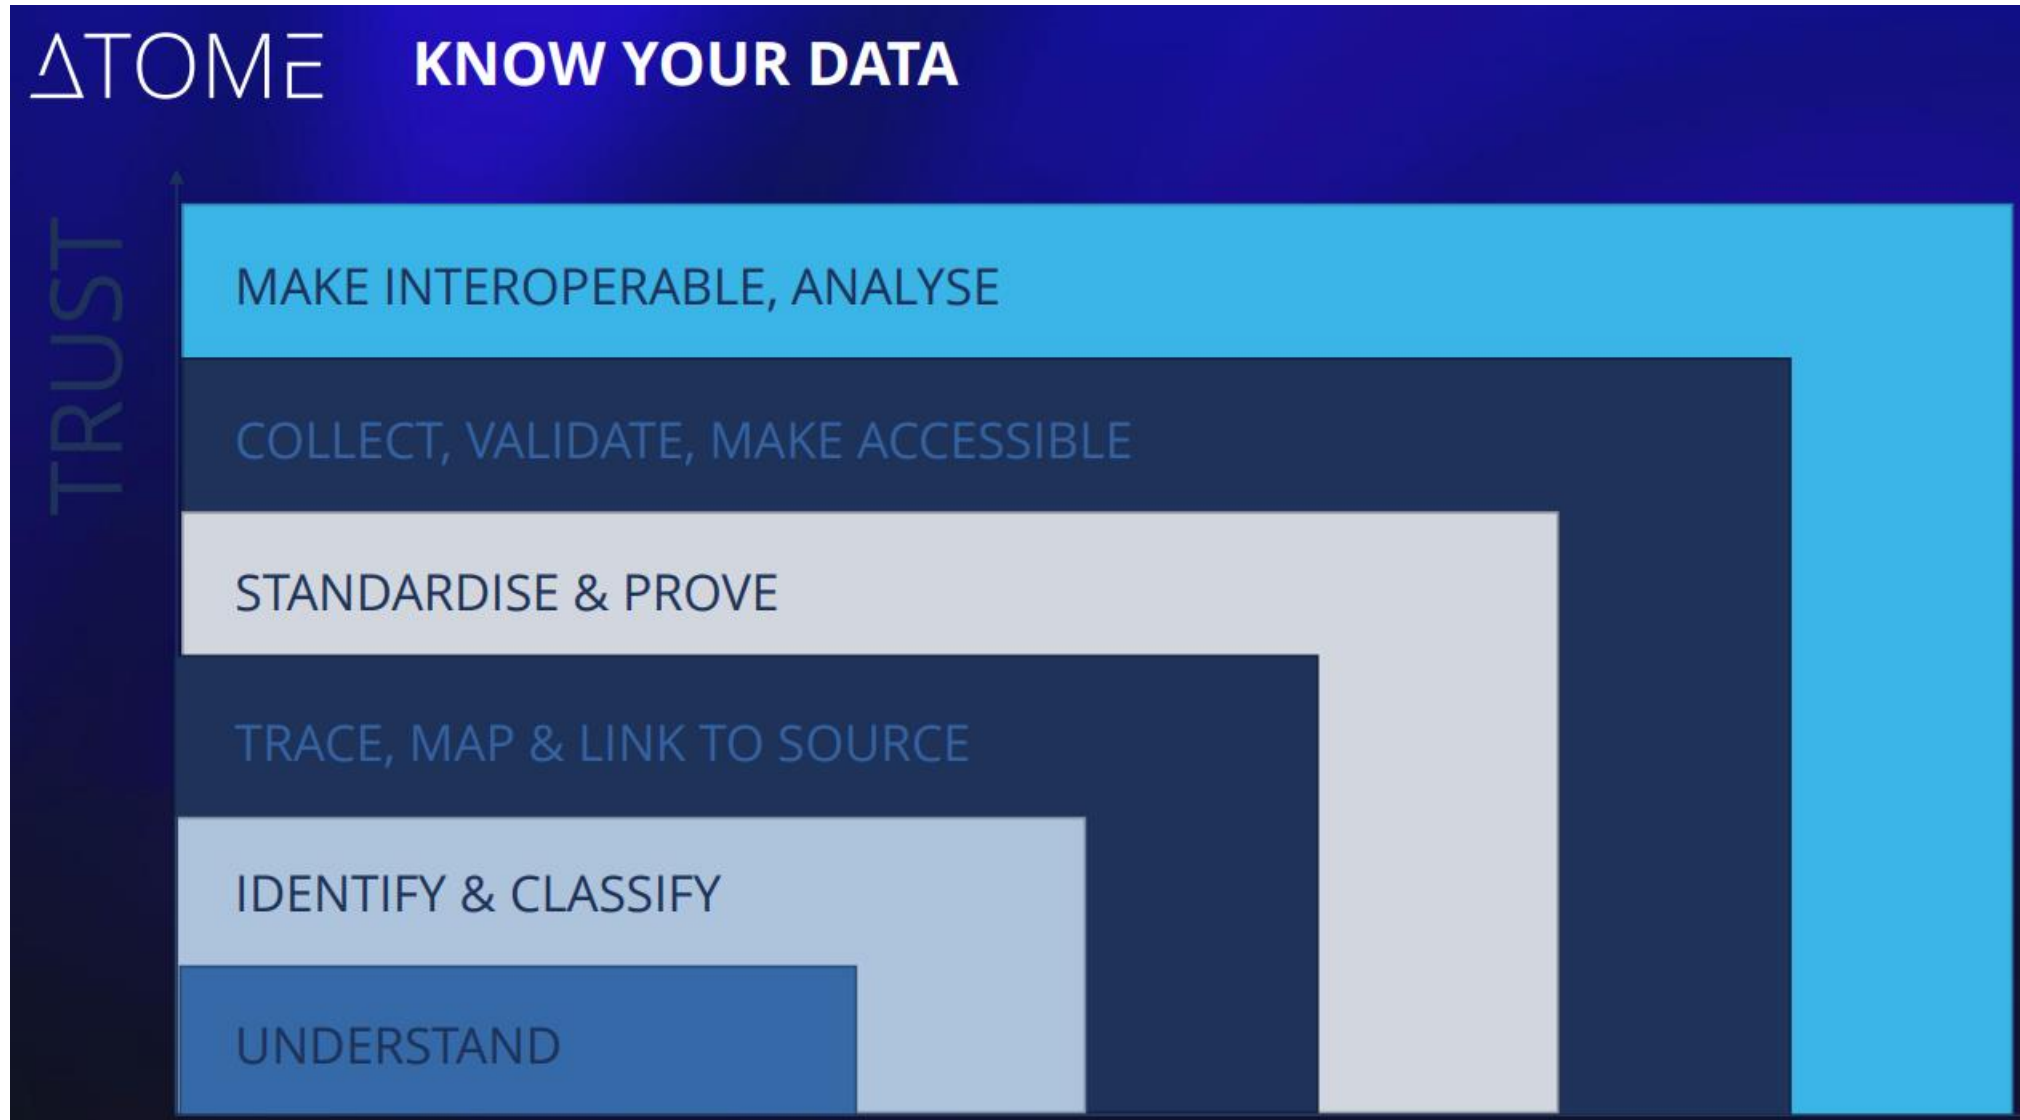 ATOME
KNOW YOUR DATA
TRUST
MAKE INTEROPERABLE, ANALYSE
COLLECT, VALIDATE, MAKE ACCESSIBLE
STANDARDISE & PROVE
TRACE, MAP & LINK TO SOURCE
IDENTIFY & CLASSIFY
UNDERSTAND